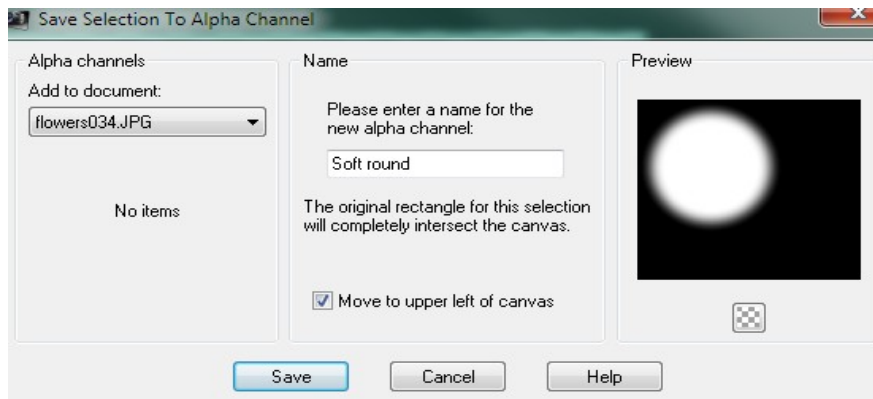 Save Selection To Alpha Channel
Alpha channels
Add to document:
flowers034.JPG
No items
Name
Please enter a name for the
new alpha channel:
Soft round
The original rectangle for this selection
will completely intersect the canvas.
Move to upper left of canvas
Preview
Save
Cancel
Help